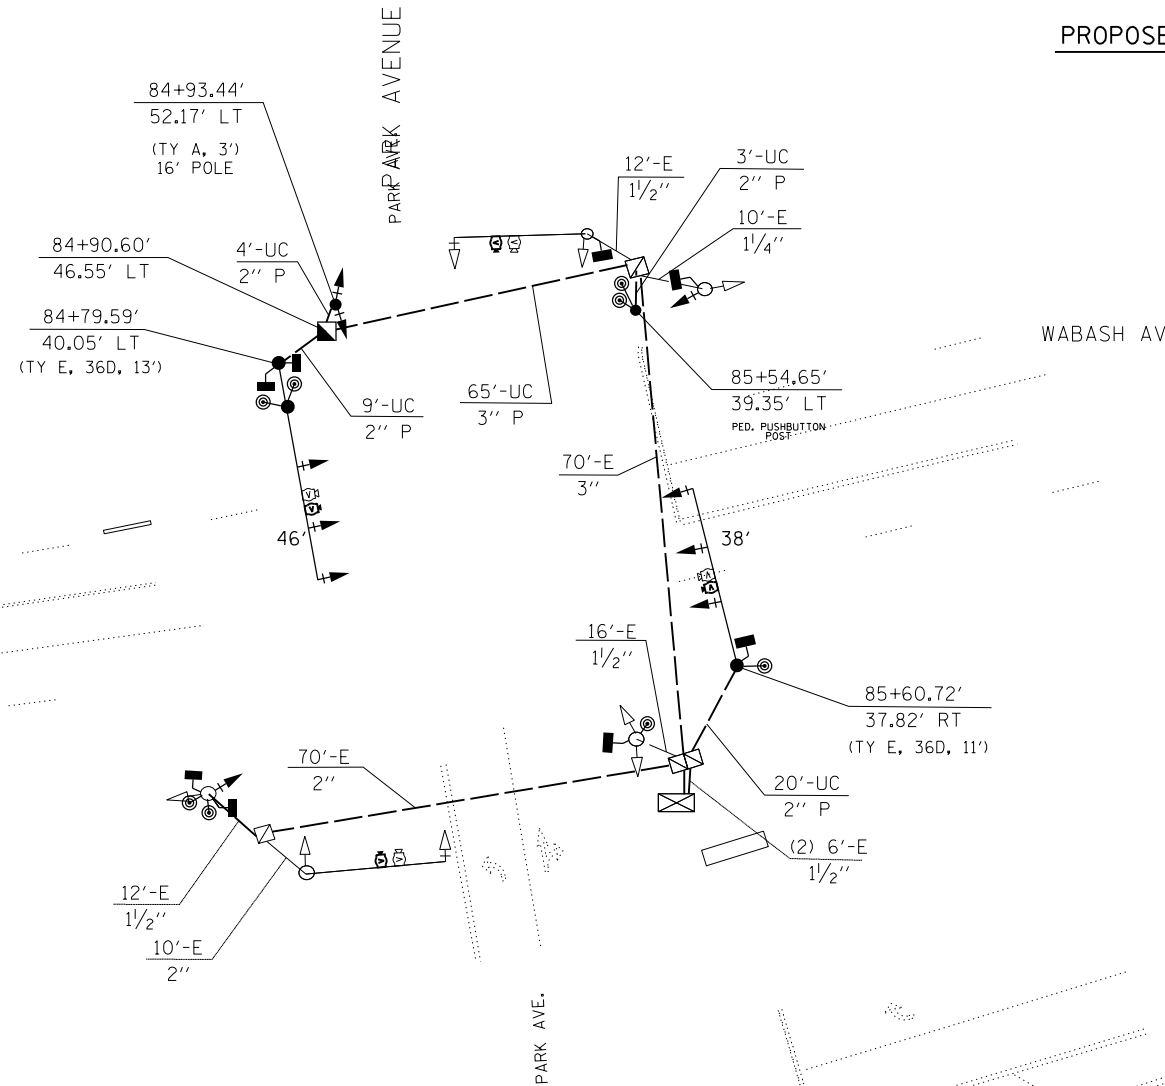 PROPOSE
PARK AVENUE
PARK AVE.
84+93.44'
52.17' LT
(TY A, 3')
16' POLE
12'-E
1 1/2''
3'-UC
2'' P
10'-E
1 1/4''
84+90.60'
46.55' LT
4'-UC
2'' P
84+79.59'
40.05' LT
(TY E, 36D, 13')
WABASH AV
9'-UC
2'' P
65'-UC
3'' P
85+54.65'
39.35' LT
PED. PUSHBUTTON
POST
70'-E
3''
46'
38'
16'-E
1 1/2''
85+60.72'
37.82' RT
(TY E, 36D, 11')
70'-E
2''
20'-UC
2'' P
(2) 6'-E
1 1/2''
12'-E
1 1/2''
10'-E
2''
PARK AVE.